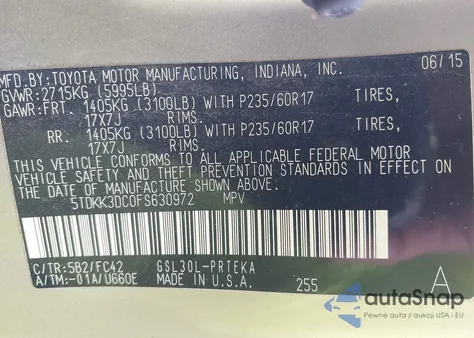 MFD.BY:TOYOTA MOTOR MANUFACTURING, INDIANA, INC. 06/15
GVWR:2715KG (5995LB)
GAWR:FRT. 1405KG (3100LB) WITH P235/60R17 TIRES,
17X7J RIMS.
RR. 1405KG (3100LB) WITH P235/60R17 TIRES,
17X7J RIMS.
THIS VEHICLE CONFORMS TO ALL APPLICABLE FEDERAL MOTOR
VEHICLE SAFETY AND THEFT PREVENTION STANDARDS IN EFFECT ON
THE DATE OF MANUFACTURE SHOWN ABOVE.
5TDKK3DC0FS630972 MPV
C/TR:5B2/FC42 GSL30L-PRTEKA
A/TM:-01A/U660E MADE IN U.S.A. 255 A
autoSnap
Pewne auta z aukcji USA i EU